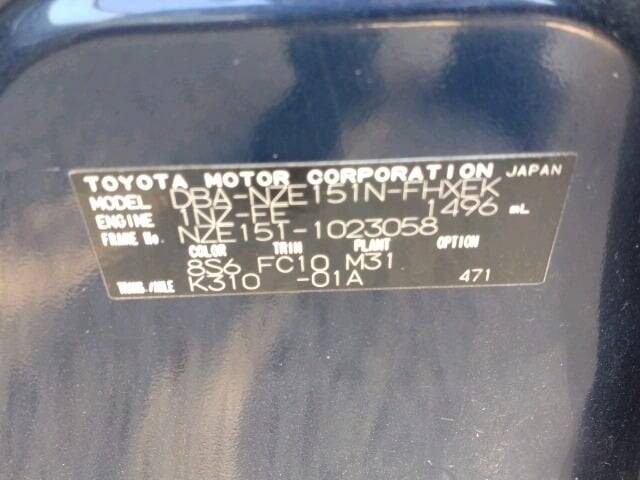 TOYOTA MOTOR CORPORATION JAPAN
MODEL DBA-NZE151N-FHXEK
ENGINE 1NZ-FE 1496 mL
FRAME No NZE151-1023058
COLOR TRIM PLANT OPTION
8S6 FC10 M31
TRANS./AXLE K310 -01A 471